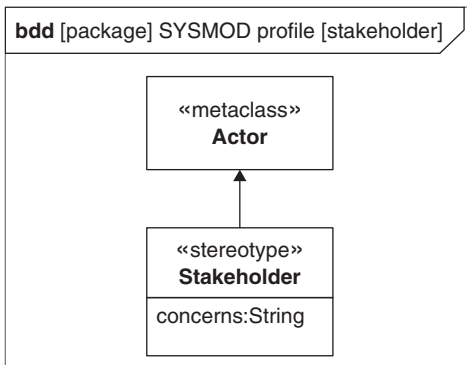 bdd [package] SYSMOD profile [stakeholder]
«metaclass»
Actor
«stereotype»
Stakeholder
concerns:String